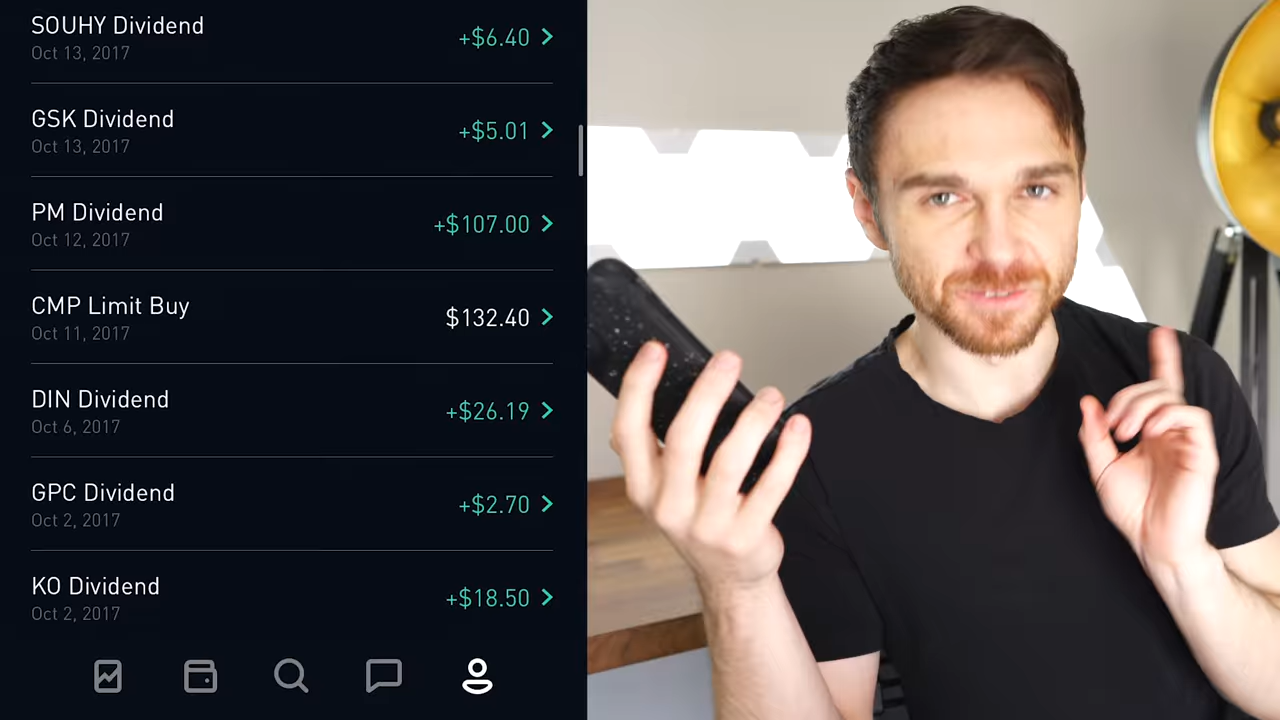 SOUHY Dividend
+$6.40
Oct 13, 2017
GSK Dividend
+$5.01
Oct 13, 2017
PM Dividend
+$107.00
Oct 12, 2017
CMP Limit Buy
$132.40
Oct 11, 2017
DIN Dividend
+$26.19
Oct 6, 2017
GPC Dividend
+$2.70
Oct 2, 2017
KO Dividend
+$18.50
Oct 2, 2017